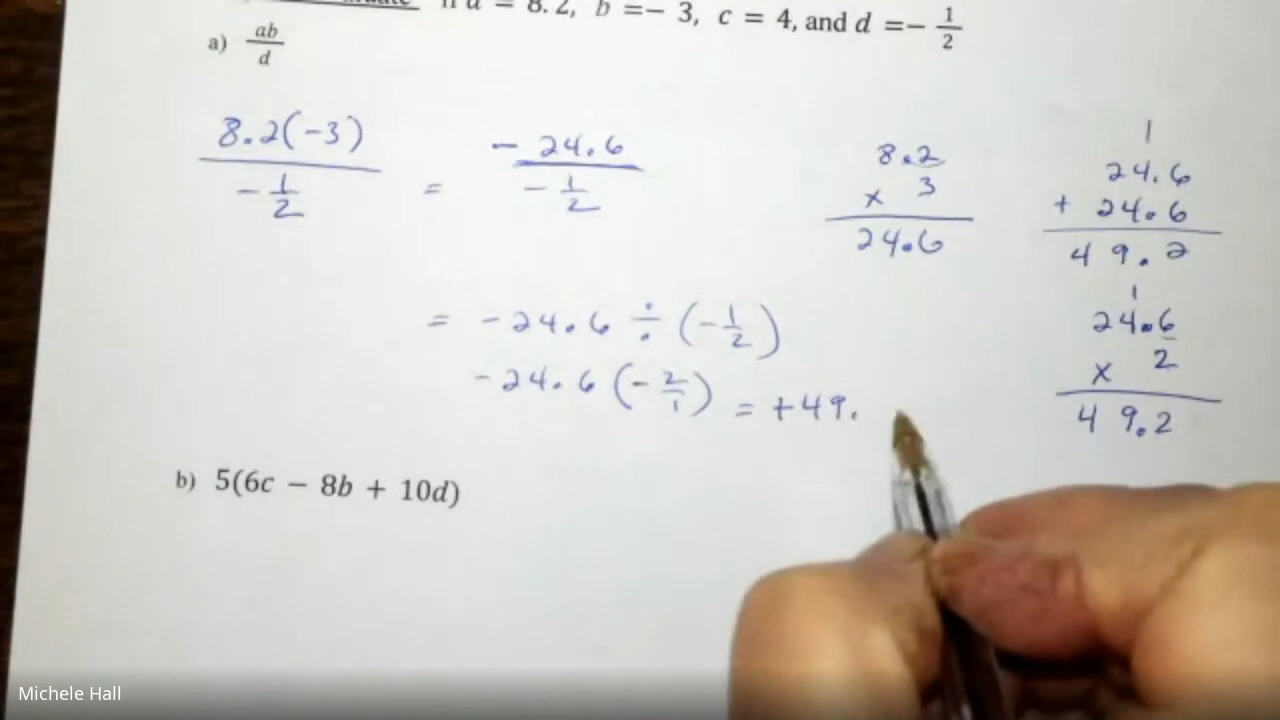 a = 8.2, b =− 3, c = 4, and d =− 1/2
a) ab/d
8.2(-3)/-1/2 = -24.6/-1/2
8.2
x 3
24.6
1
24.6
+ 24.6
49.2
= -24.6 ÷ (-1/2)
-24.6 (-2/1) = +49.
1
24.6
x 2
49.2
b) 5(6c − 8b + 10d)
Michele Hall